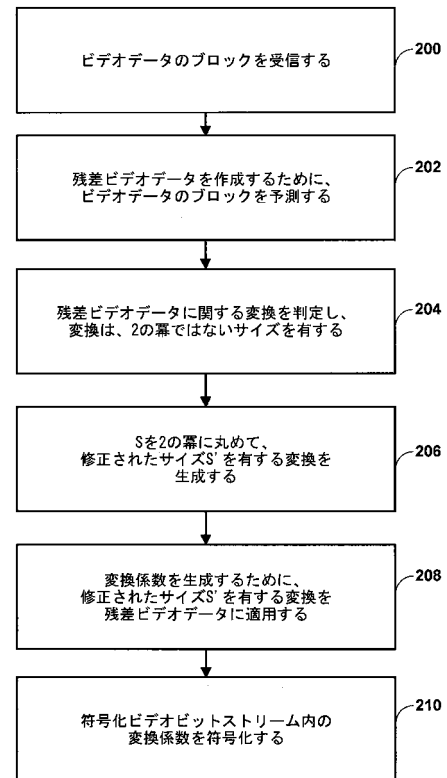 ビデオデータのブロックを受信する
200
残差ビデオデータを作成するために、
ビデオデータのブロックを予測する
202
残差ビデオデータに関する変換を判定し、
変換は、2の冪ではないサイズを有する
204
Sを2の冪に丸めて、
修正されたサイズS'を有する変換を
生成する
206
変換係数を生成するために、
修正されたサイズS'を有する変換を
残差ビデオデータに適用する
208
符号化ビデオビットストリーム内の
変換係数を符号化する
210